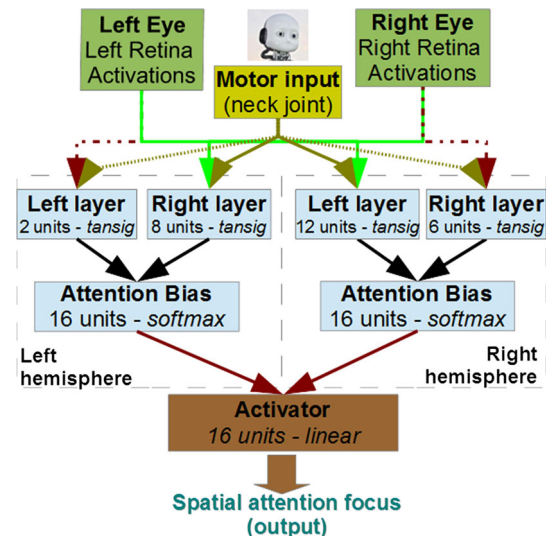 Left Eye
Left Retina
Activations
Right Eye
Right Retina
Activations
Motor input
(neck joint)
Left layer
2 units - tansig
Right layer
8 units - tansig
Left layer
12 units - tansig
Right layer
6 units - tansig
Attention Bias
16 units - softmax
Attention Bias
16 units - softmax
Left
hemisphere
Right
hemisphere
Activator
16 units - linear
Spatial attention focus
(output)